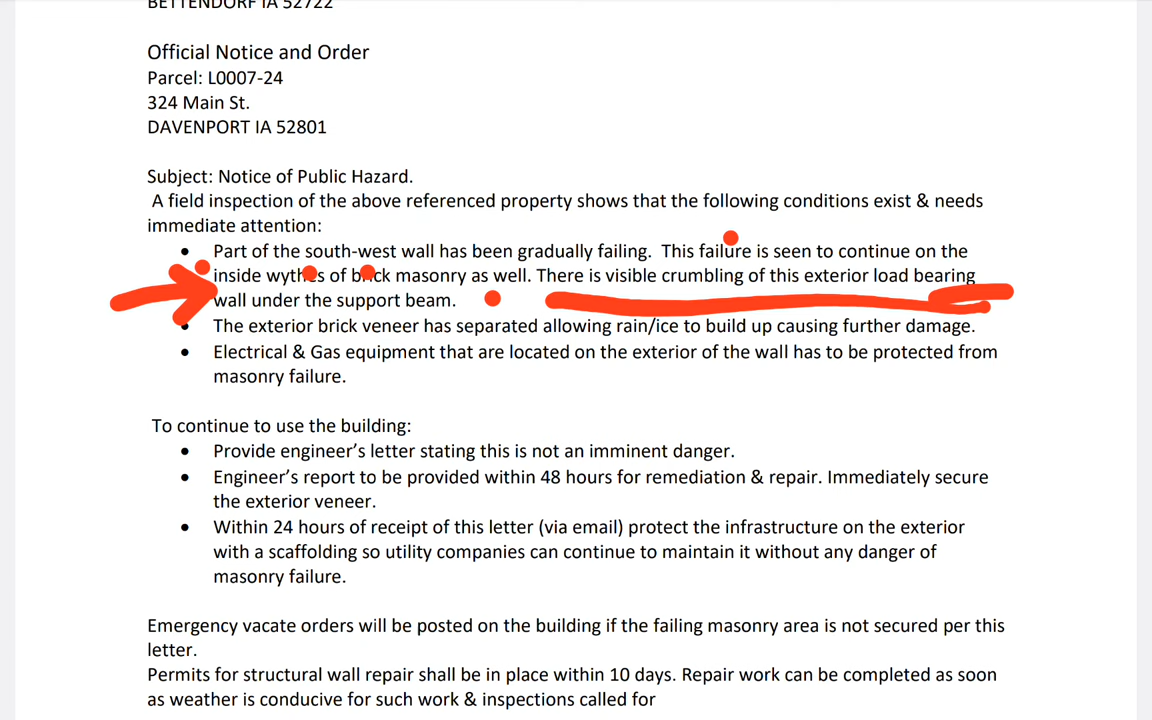 BETTENDORF IA 52722
Official Notice and Order
Parcel: L0007-24
324 Main St.
DAVENPORT IA 52801
Subject: Notice of Public Hazard.
A field inspection of the above referenced property shows that the following conditions exist & needs
immediate attention:
• Part of the south-west wall has been gradually failing. This failure is seen to continue on the
inside wythes of brick masonry as well. There is visible crumbling of this exterior load bearing
wall under the support beam.
• The exterior brick veneer has separated allowing rain/ice to build up causing further damage.
• Electrical & Gas equipment that are located on the exterior of the wall has to be protected from
masonry failure.
To continue to use the building:
• Provide engineer's letter stating this is not an imminent danger.
• Engineer's report to be provided within 48 hours for remediation & repair. Immediately secure
the exterior veneer.
• Within 24 hours of receipt of this letter (via email) protect the infrastructure on the exterior
with a scaffolding so utility companies can continue to maintain it without any danger of
masonry failure.
Emergency vacate orders will be posted on the building if the failing masonry area is not secured per this
letter.
Permits for structural wall repair shall be in place within 10 days. Repair work can be completed as soon
as weather is conducive for such work & inspections called for